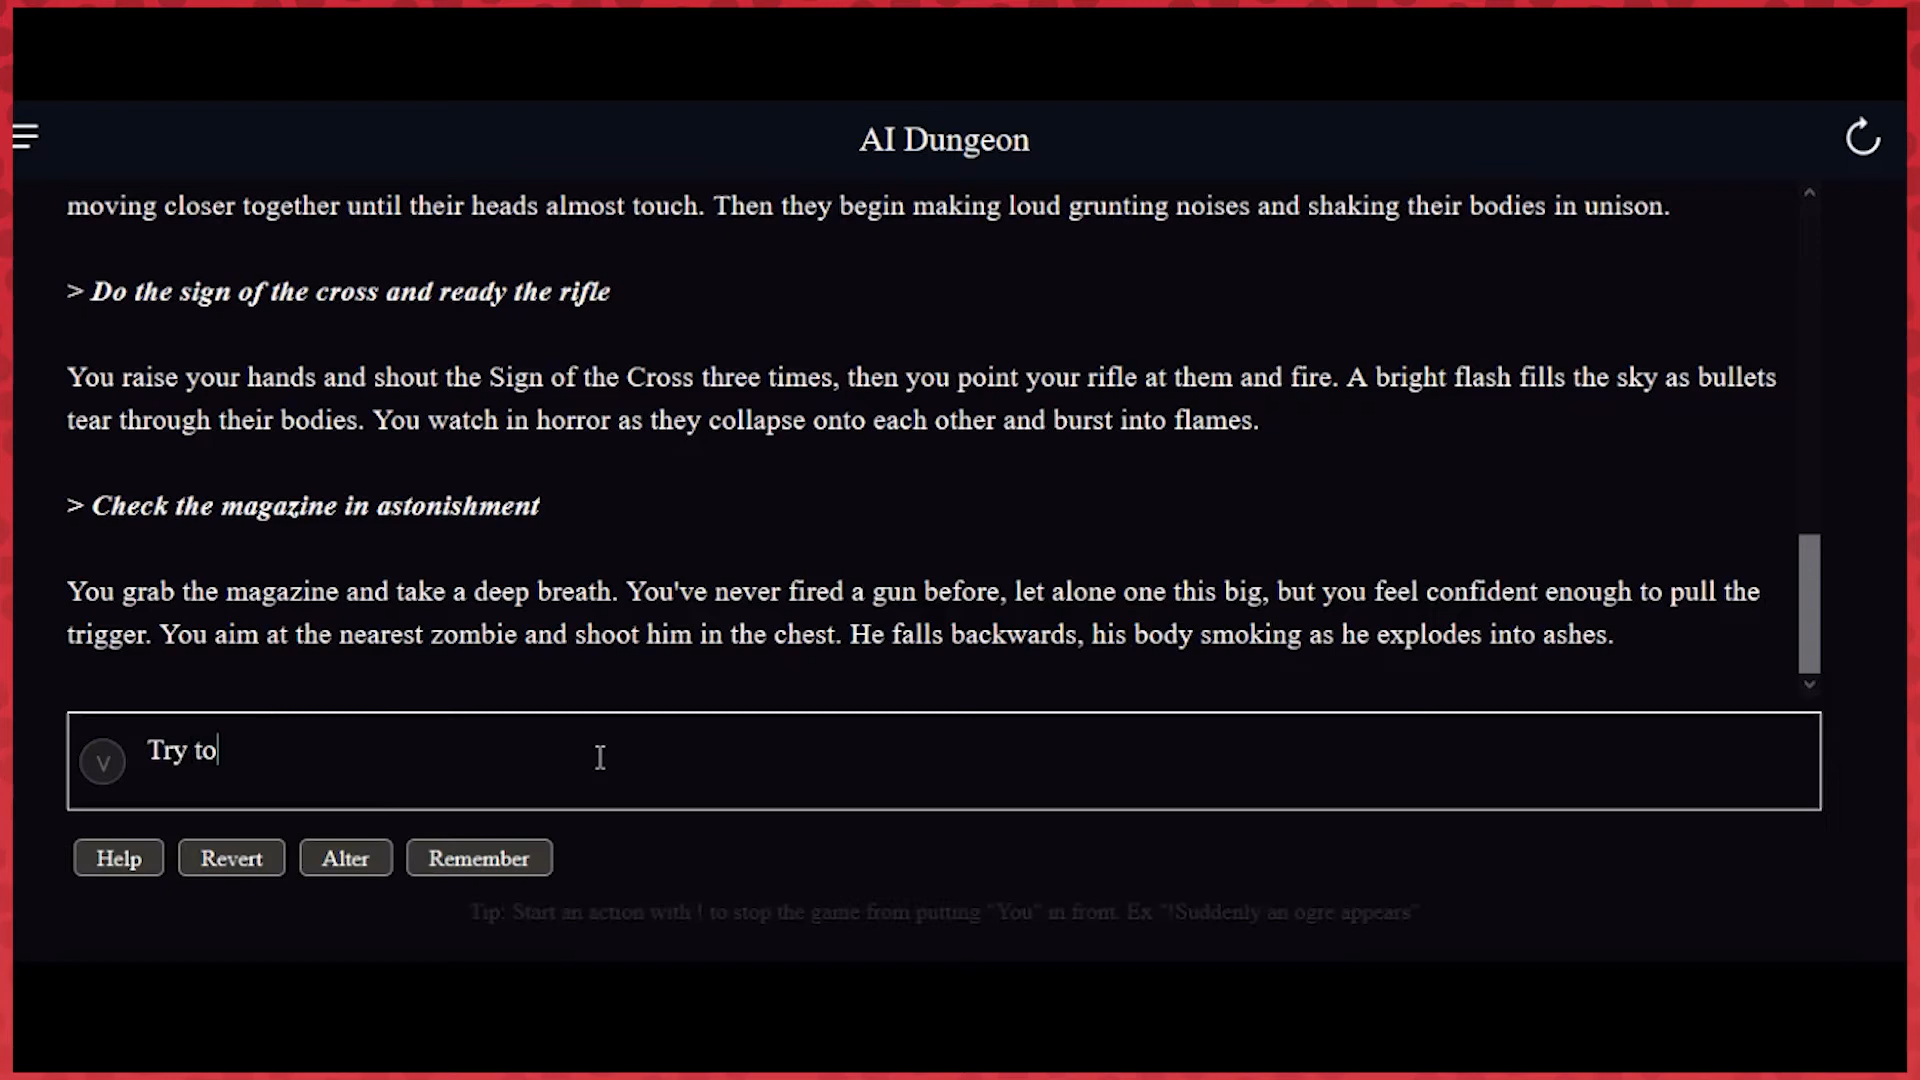 AI Dungeon
moving closer together until their heads almost touch. Then they begin making loud grunting noises and shaking their bodies in unison.
> Do the sign of the cross and ready the rifle
You raise your hands and shout the Sign of the Cross three times, then you point your rifle at them and fire. A bright flash fills the sky as bullets
tear through their bodies. You watch in horror as they collapse onto each other and burst into flames.
> Check the magazine in astonishment
You grab the magazine and take a deep breath. You've never fired a gun before, let alone one this big, but you feel confident enough to pull the
trigger. You aim at the nearest zombie and shoot him in the chest. He falls backwards, his body smoking as he explodes into ashes.
V Try to
Help Revert Alter Remember
Tip: Start an action with ! to stop the game from putting "You" in front. Ex "!Suddenly an ogre appears"